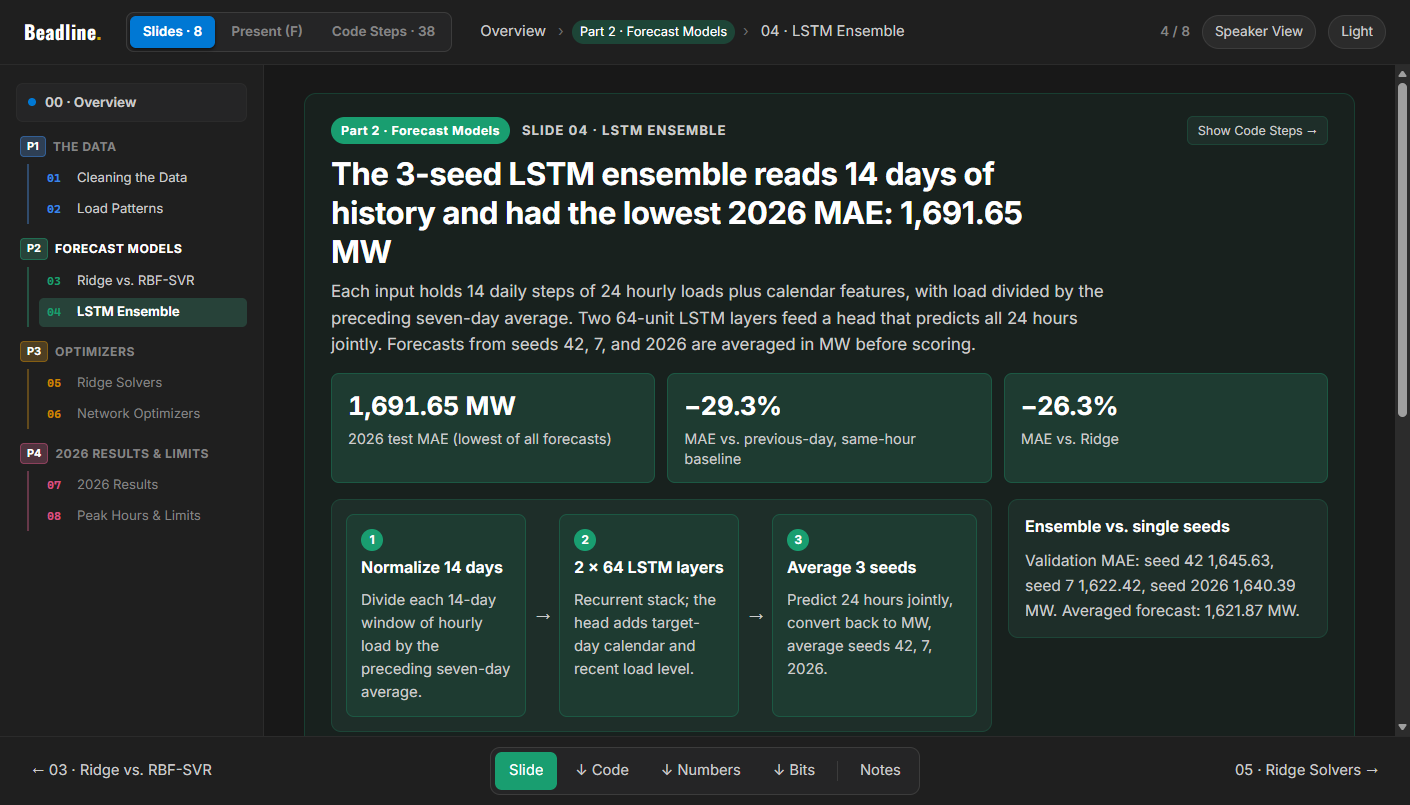 Beadline.
Slides · 8
Present (F)
Code Steps · 38
Overview › Part 2 · Forecast Models › 04 · LSTM Ensemble
4 / 8
Speaker View
Light
00 · Overview
P1 THE DATA
01 Cleaning the Data
02 Load Patterns
P2 FORECAST MODELS
03 Ridge vs. RBF-SVR
04 LSTM Ensemble
P3 OPTIMIZERS
05 Ridge Solvers
06 Network Optimizers
P4 2026 RESULTS & LIMITS
07 2026 Results
08 Peak Hours & Limits
Part 2 · Forecast Models
SLIDE 04 · LSTM ENSEMBLE
Show Code Steps →
The 3-seed LSTM ensemble reads 14 days of
history and had the lowest 2026 MAE: 1,691.65
MW
Each input holds 14 daily steps of 24 hourly loads plus calendar features, with load divided by the
preceding seven-day average. Two 64-unit LSTM layers feed a head that predicts all 24 hours
jointly. Forecasts from seeds 42, 7, and 2026 are averaged in MW before scoring.
1,691.65 MW
2026 test MAE (lowest of all forecasts)
−29.3%
MAE vs. previous-day, same-hour
baseline
−26.3%
MAE vs. Ridge
1
Normalize 14 days
Divide each 14-day
window of hourly
load by the
preceding seven-day
average.
→
2
2 × 64 LSTM layers
Recurrent stack; the
head adds target-
day calendar and
recent load level.
→
3
Average 3 seeds
Predict 24 hours jointly,
convert back to MW,
average seeds 42, 7,
2026.
Ensemble vs. single seeds
Validation MAE: seed 42 1,645.63,
seed 7 1,622.42, seed 2026 1,640.39
MW. Averaged forecast: 1,621.87 MW.
← 03 · Ridge vs. RBF-SVR
Slide
↓ Code
↓ Numbers
↓ Bits
Notes
05 · Ridge Solvers →